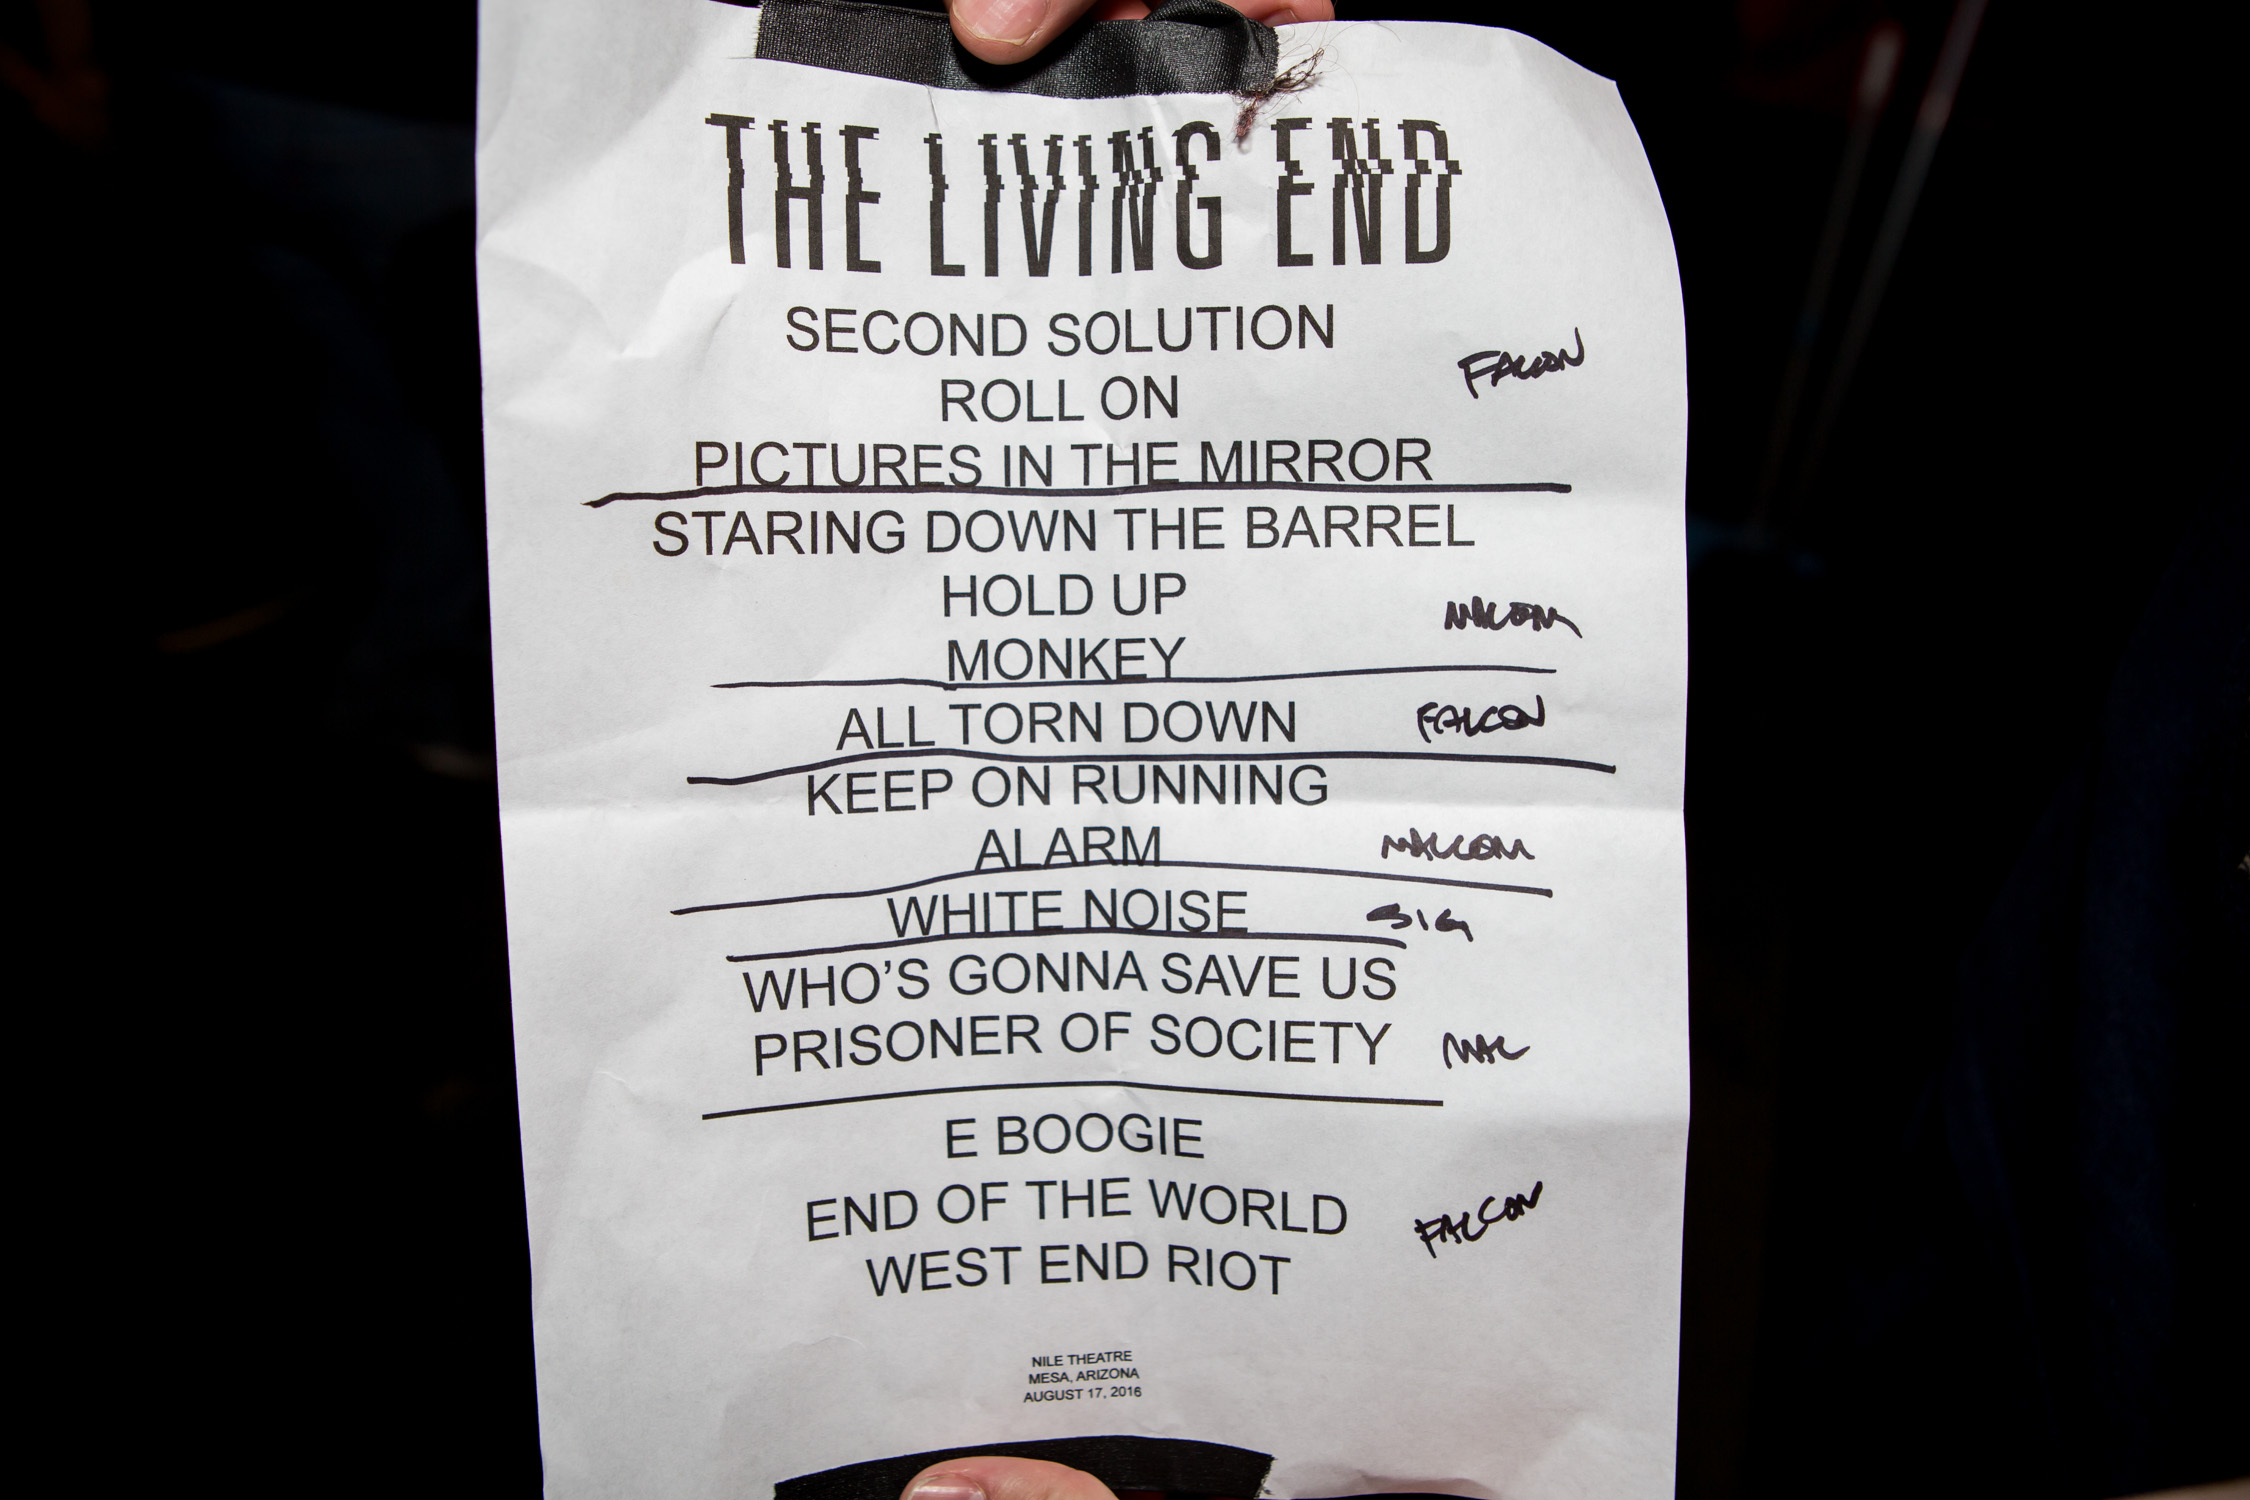 THE LIVING END
SECOND SOLUTION
ROLL ON
FALCON
PICTURES IN THE MIRROR
STARING DOWN THE BARREL
HOLD UP
MALCOM
MONKEY
ALL TORN DOWN FALCON
KEEP ON RUNNING
ALARM MALCOM
WHITE NOISE SIG
WHO'S GONNA SAVE US
PRISONER OF SOCIETY MAL
E BOOGIE
END OF THE WORLD FALCON
WEST END RIOT
NILE THEATRE
MESA, ARIZONA
AUGUST 17, 2016